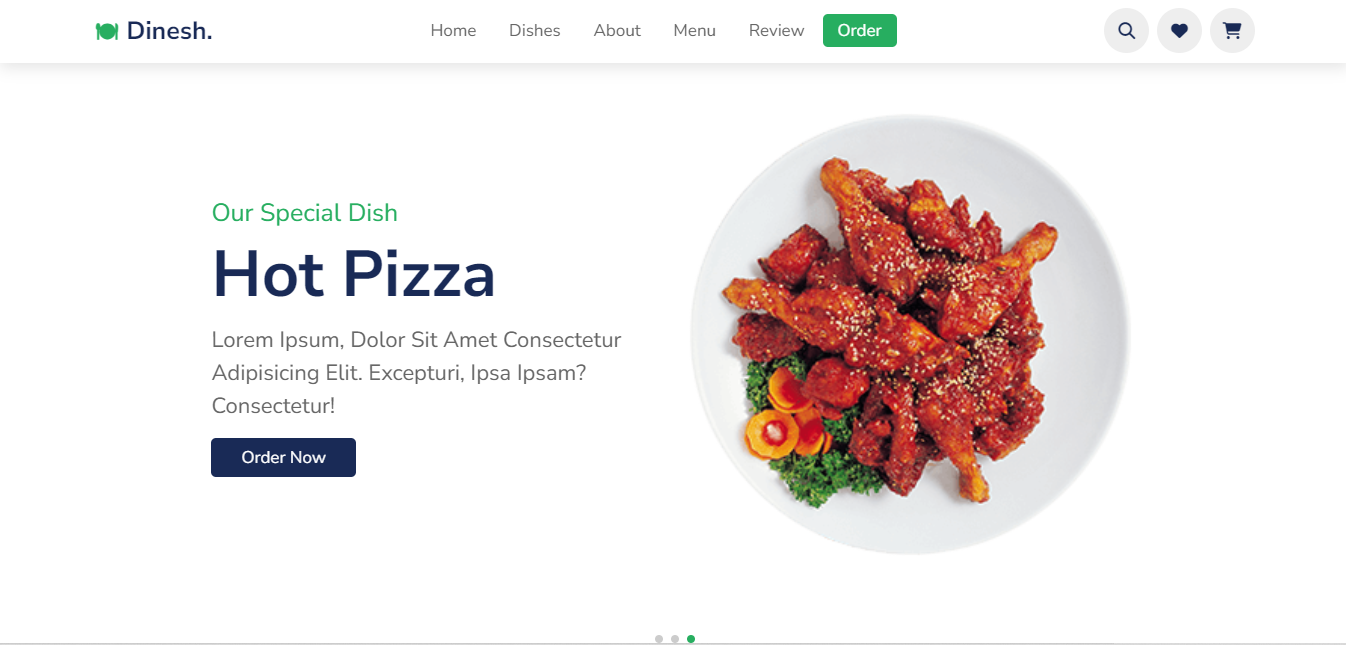 Dinesh.
Home Dishes About Menu Review Order
Our Special Dish
Hot Pizza
Lorem Ipsum, Dolor Sit Amet Consectetur
Adipisicing Elit. Excepturi, Ipsa Ipsam?
Consectetur!
Order Now